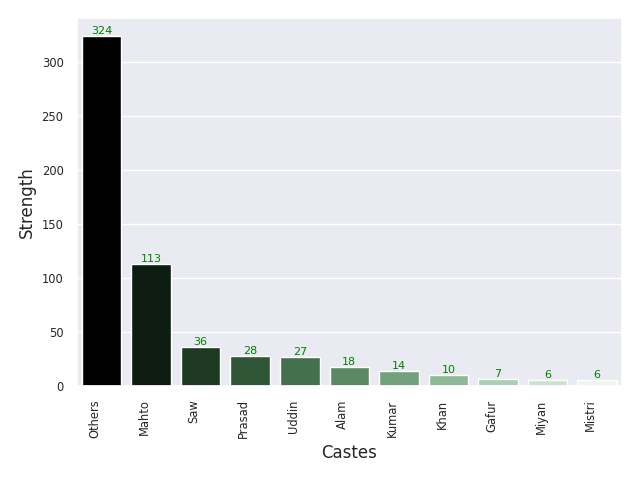 324
300
250
200
150
113
100
50
36
28
27
18
14
10
7
6
6
0
Strength
Others
Mahto
Saw
Prasad
Uddin
Alam
Kumar
Khan
Gafur
Miyan
Mistri
Castes